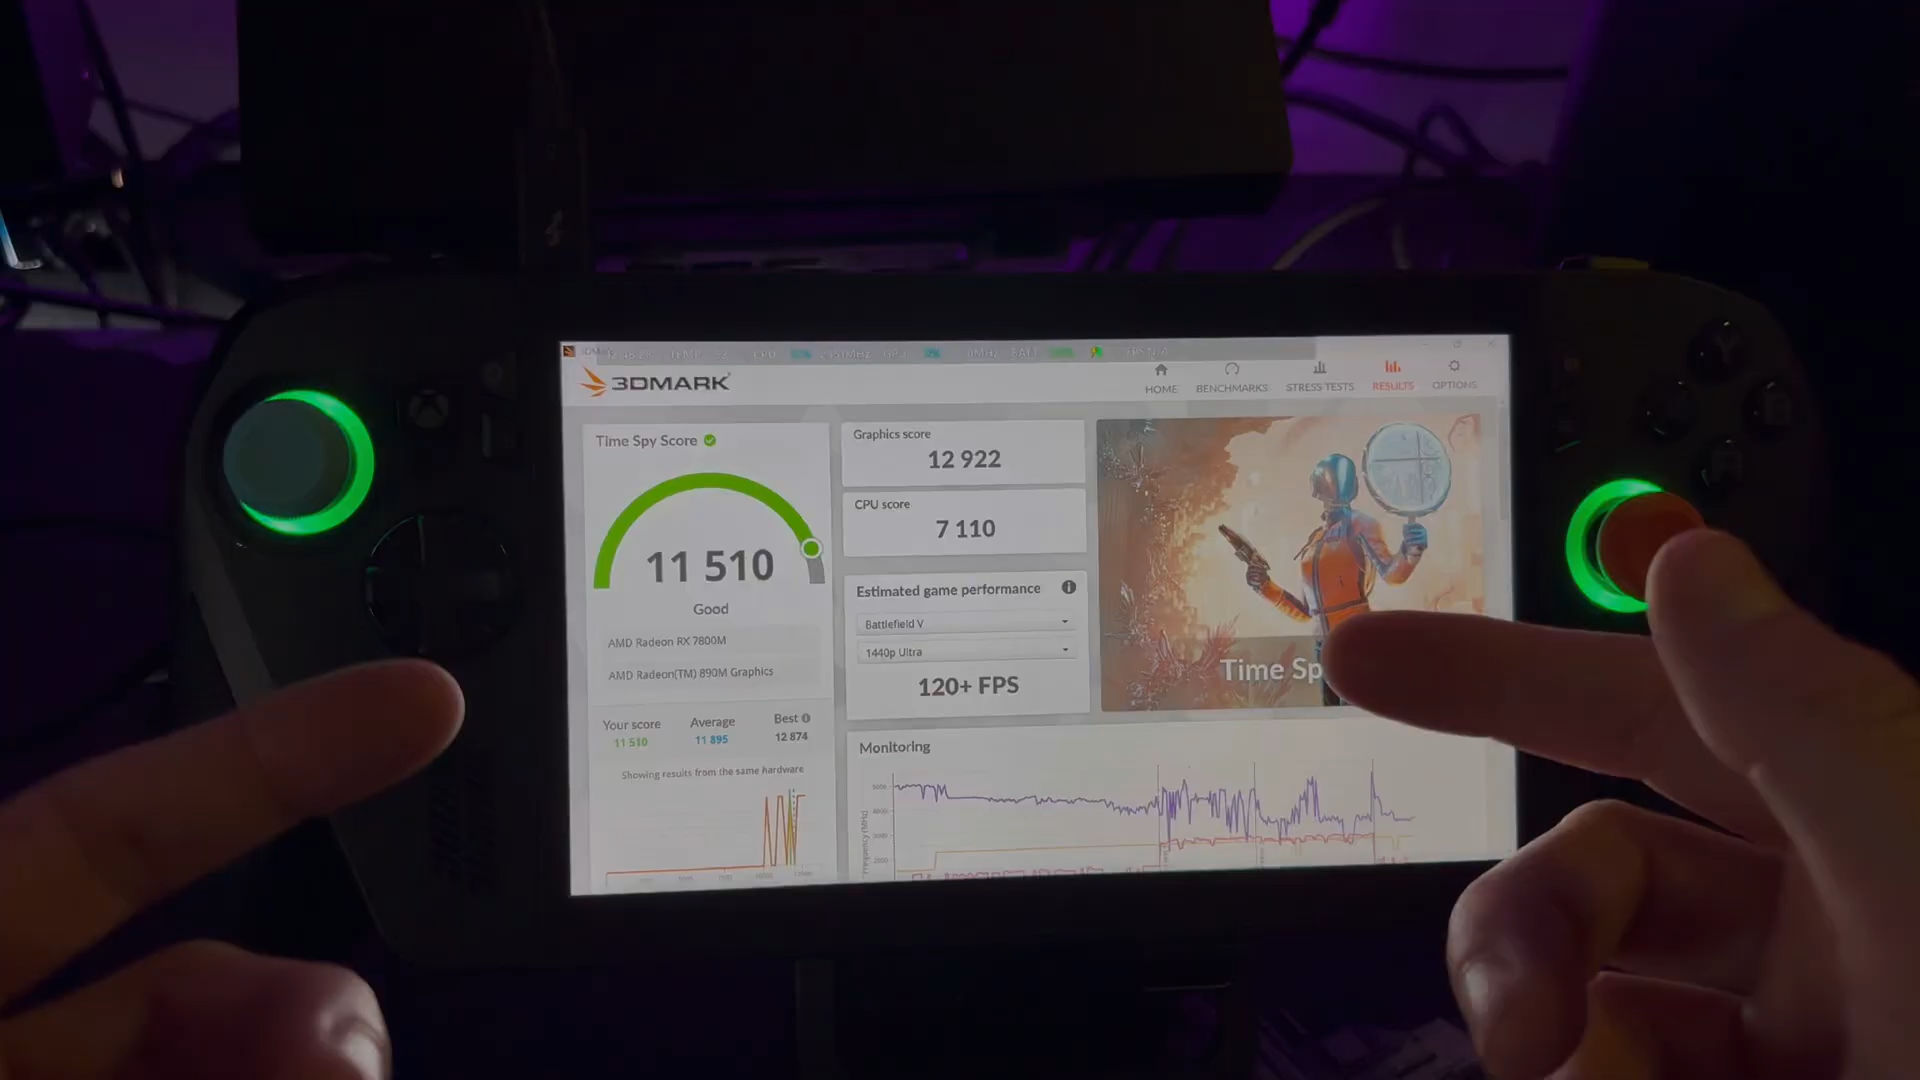 3DMARK
HOME
BENCHMARKS
STRESS TESTS
RESULTS
OPTIONS
Time Spy Score
11 510
Good
AMD Radeon RX 7800M
AMD Radeon(TM) 890M Graphics
Your score
11 510
Average
11 895
Best
12 874
Showing results from the same hardware
Graphics score
12 922
CPU score
7 110
Estimated game performance
Battlefield V
1440p Ultra
120+ FPS
Time Sp
Monitoring
Frequency (MHz)